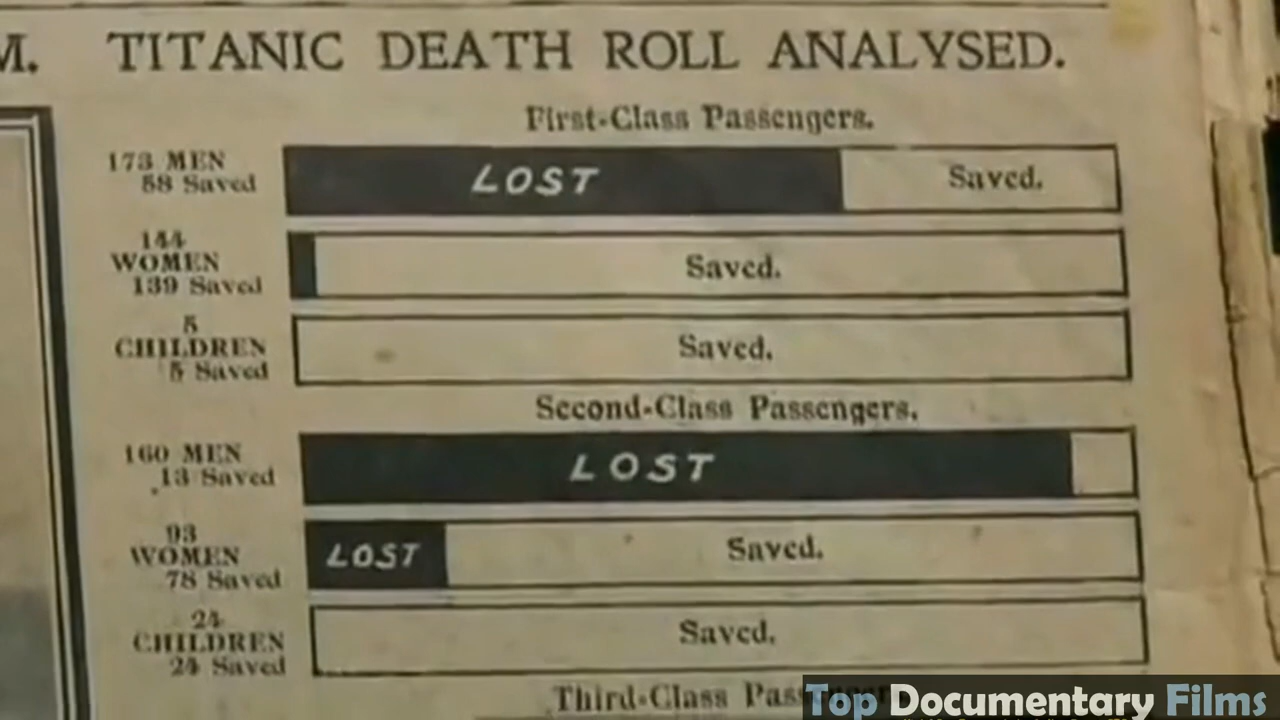 M. TITANIC DEATH ROLL ANALYSED.
First-Class Passengers.
173 MEN
58 Saved
LOST Saved.
144
WOMEN
139 Saved
Saved.
5
CHILDREN
5 Saved
Saved.
Second-Class Passengers.
160 MEN
13 Saved
LOST
93
WOMEN
78 Saved
LOST Saved.
24
CHILDREN
24 Saved
Saved.
Third-Class
Top Documentary Films